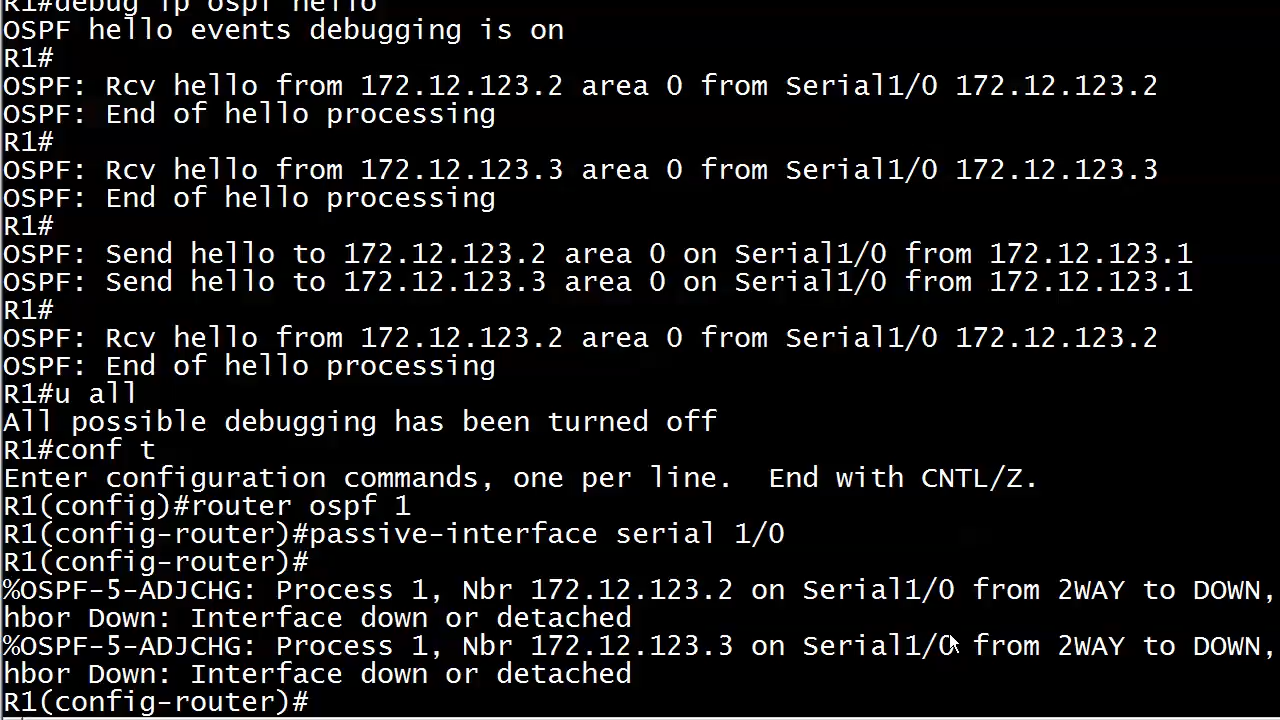 R1#debug ip ospf hello
OSPF hello events debugging is on
R1#
OSPF: Rcv hello from 172.12.123.2 area 0 from Serial1/0 172.12.123.2
OSPF: End of hello processing
R1#
OSPF: Rcv hello from 172.12.123.3 area 0 from Serial1/0 172.12.123.3
OSPF: End of hello processing
R1#
OSPF: Send hello to 172.12.123.2 area 0 on Serial1/0 from 172.12.123.1
OSPF: Send hello to 172.12.123.3 area 0 on Serial1/0 from 172.12.123.1
R1#
OSPF: Rcv hello from 172.12.123.2 area 0 from Serial1/0 172.12.123.2
OSPF: End of hello processing
R1#u all
All possible debugging has been turned off
R1#conf t
Enter configuration commands, one per line.  End with CNTL/Z.
R1(config)#router ospf 1
R1(config-router)#passive-interface serial 1/0
R1(config-router)#
%OSPF-5-ADJCHG: Process 1, Nbr 172.12.123.2 on Serial1/0 from 2WAY to DOWN,
hbor Down: Interface down or detached
%OSPF-5-ADJCHG: Process 1, Nbr 172.12.123.3 on Serial1/0 from 2WAY to DOWN,
hbor Down: Interface down or detached
R1(config-router)#